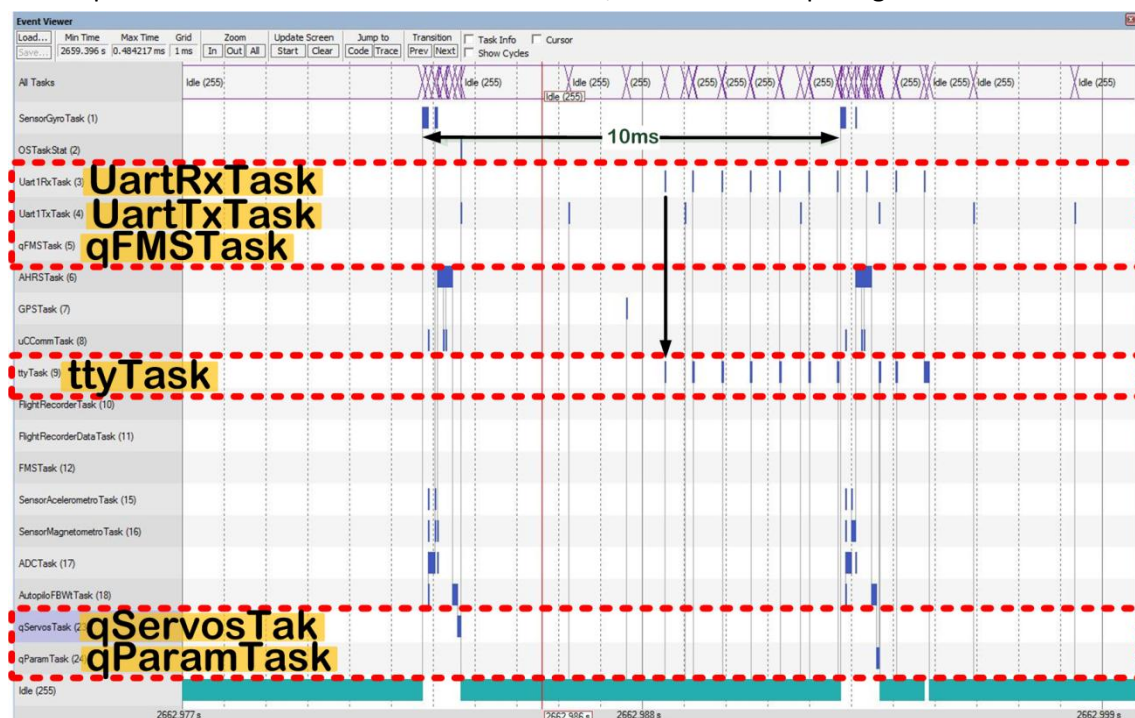 Event Viewer
Load... Min Time Max Time Grid Zoom Update Screen Jump to Transition Task Info Cursor
Save... 2659.396 s 0.484217 ms 1 ms In Out All Start Clear Code Trace Prev Next Show Cycles
All Tasks Idle (255) Idle (255) Idle (255) (255) (255) (255) (255) (255) Idle (255) Idle (255) Idle (255)
Idle (255)
SensorGyroTask (1)
10ms
OSTaskStat (2)
Uart1RxTask (3) UartRxTask
Uart1TxTask (4) UartTxTask
qFMSTask (5) qFMSTask
AHRSTask (6)
GPSTask (7)
uCCommTask (8)
ttyTask (9) ttyTask
FlightRecorderTask (10)
FlightRecorderDataTask (11)
FMSTask (12)
SensorAcelerometroTask (15)
SensorMagnetometroTask (16)
ADCTask (17)
AutopiloFBWtTask (18)
qServosTask qServosTak
qParamTask qParamTask
Idle (255)
2662.977 s 2662.986 s 2662.988 s 2662.999 s